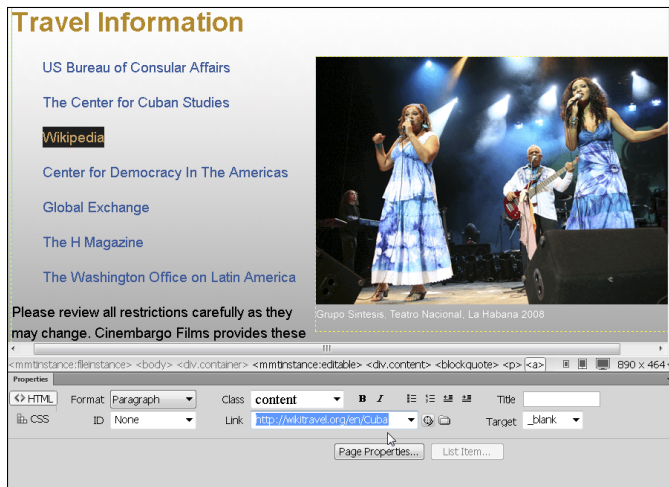 Travel Information
US Bureau of Consular Affairs
The Center for Cuban Studies
Wikipedia
Center for Democracy In The Americas
Global Exchange
The H Magazine
The Washington Office on Latin America
Please review all restrictions carefully as they
may change. Cinembargo Films provides these
Grupo Sintesis, Teatro Nacional, La Habana 2008
<mmtinstance:fileinstance> <body> <div.container> <mmtinstance:editable> <div.content> <blockquote> <p> <a> 890 x 464
Properties
<> HTML Format Paragraph Class content B I Title
CSS ID None Link http://wikitravel.org/en/Cuba Target _blank
Page Properties... List Item...